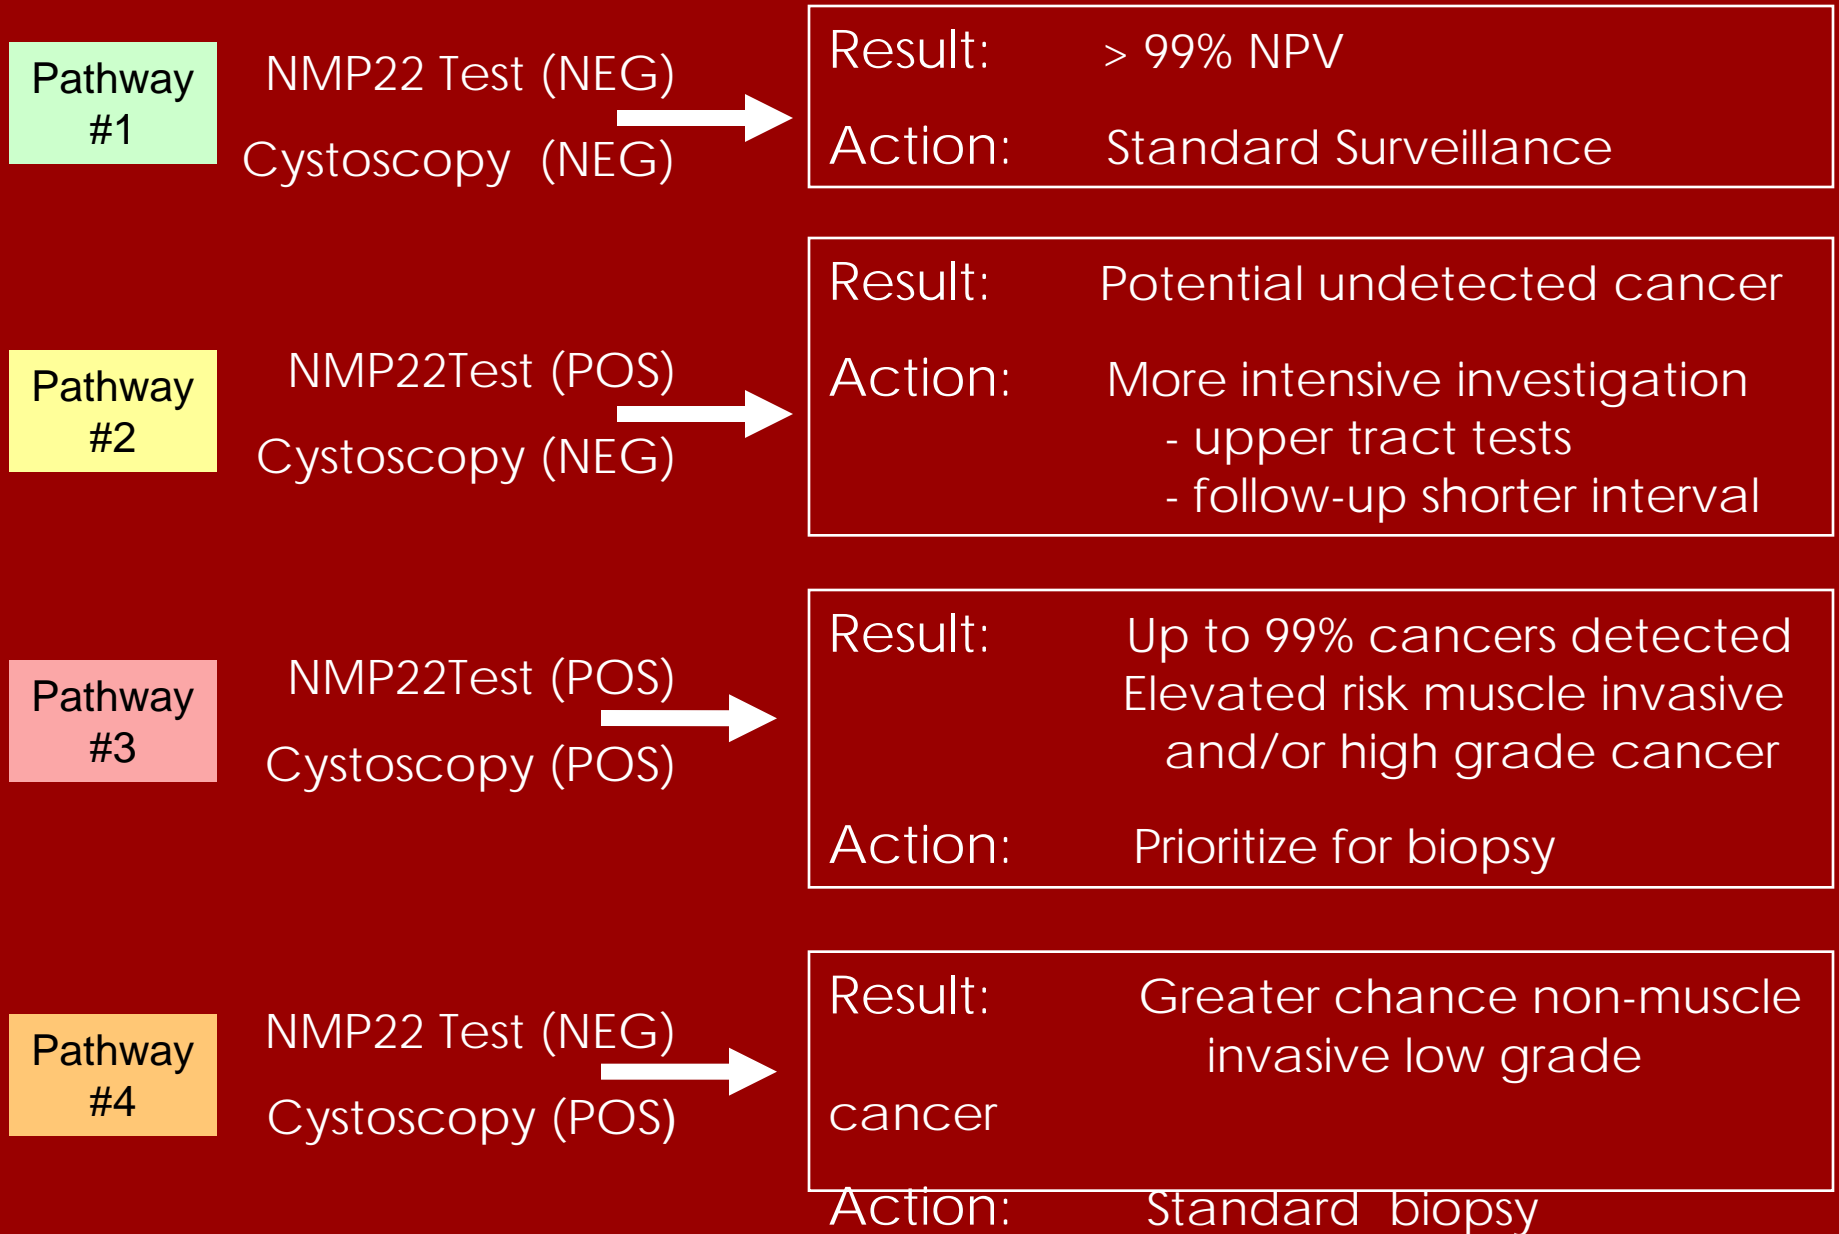 Pathway
#1
NMP22 Test (NEG)
Cystoscopy (NEG)
Result: > 99% NPV
Action: Standard Surveillance
Pathway
#2
NMP22Test (POS)
Cystoscopy (NEG)
Result: Potential undetected cancer
Action: More intensive investigation
- upper tract tests
- follow-up shorter interval
Pathway
#3
NMP22Test (POS)
Cystoscopy (POS)
Result: Up to 99% cancers detected
Elevated risk muscle invasive
and/or high grade cancer
Action: Prioritize for biopsy
Pathway
#4
NMP22 Test (NEG)
Cystoscopy (POS)
Result: Greater chance non-muscle
invasive low grade
cancer
Action: Standard biopsy